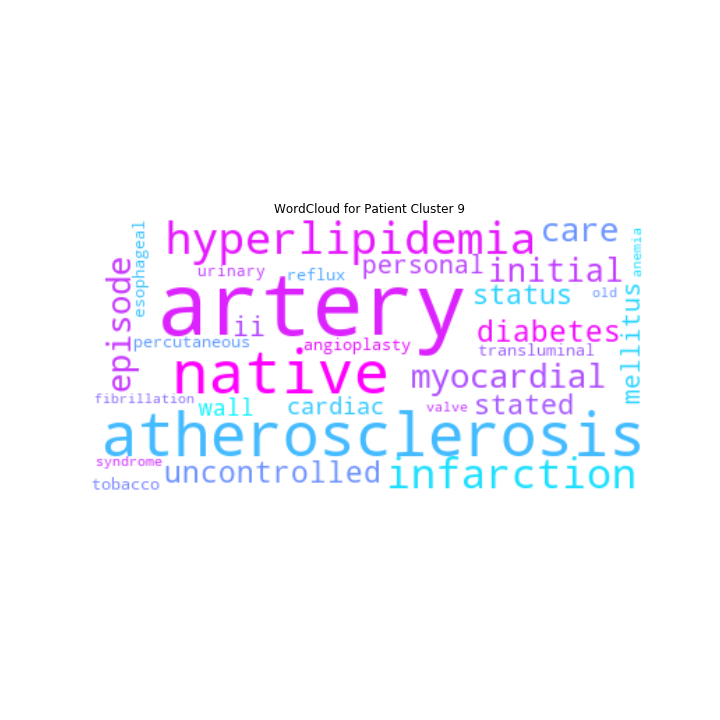 WordCloud for Patient Cluster 9
hyperlipidemia
care
esophageal
anemia
episode
urinary
reflux
personal
initial
artery
status
old
ii
diabetes
mellitus
percutaneous
angioplasty
transluminal
native
myocardial
fibrillation
wall
cardiac
valve
stated
atherosclerosis
syndrome
uncontrolled
infarction
tobacco